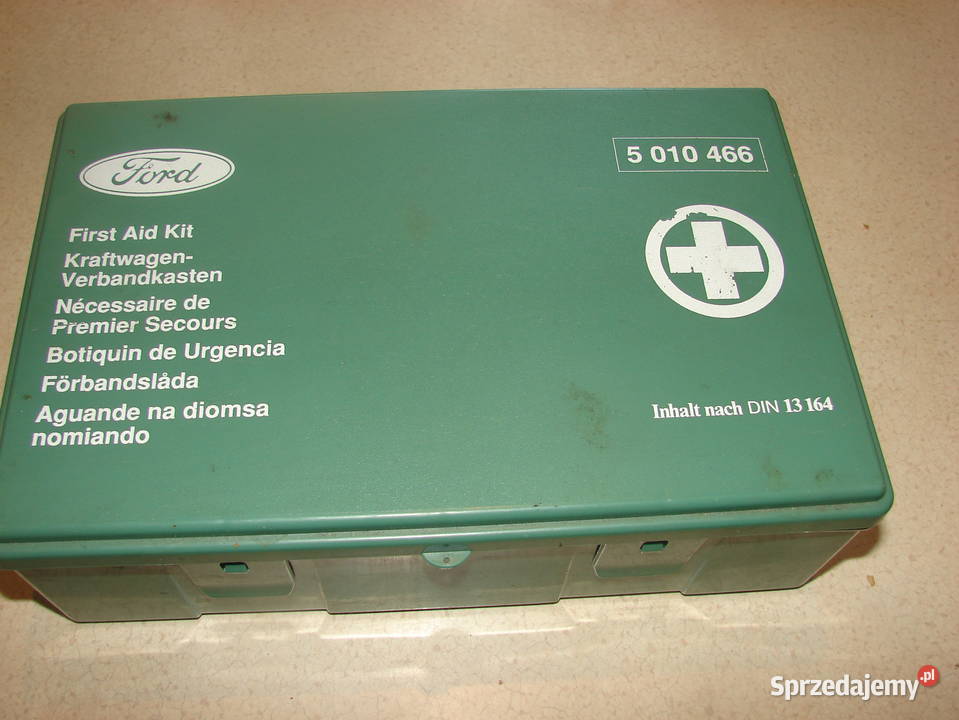 Ford
5 010 466
First Aid Kit
Kraftwagen-
Verbandkasten
Nécessaire de
Premier Secours
Botiquin de Urgencia
Förbandslåda
Aguande na diomsa
nomiando
Inhalt nach DIN 13 164
Sprzedajemy.pl